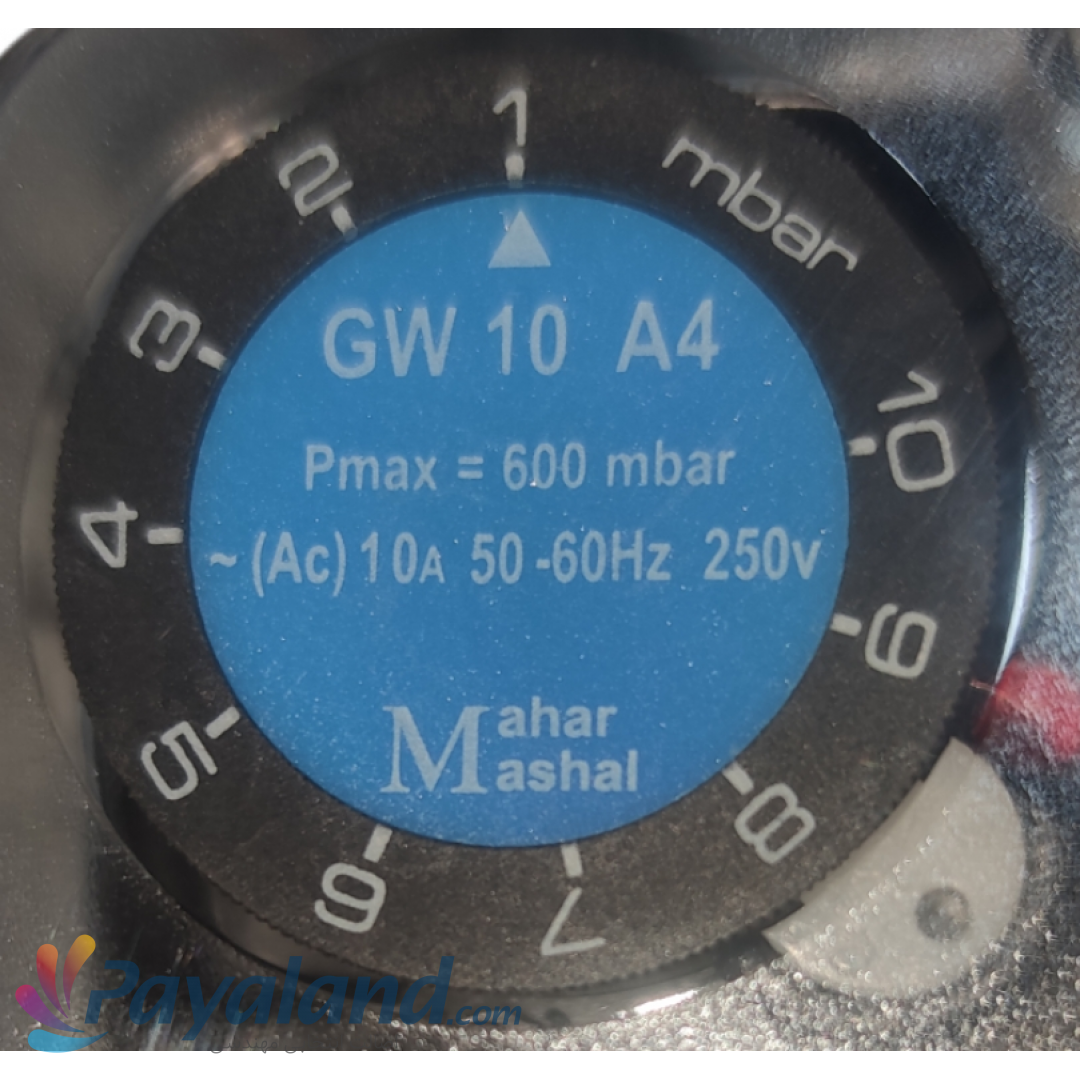 1
2
3
4
5
6
7
8
9
10
mbar
GW 10 A4
Pmax = 600 mbar
~ (Ac) 10A 50 -60Hz 250v
Mahar
Mashal
Payaland.com